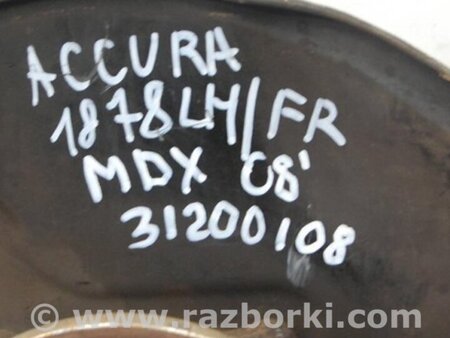 ACCURA
1878LH/FR
MDX 08'
31200108
© www.razborki.com